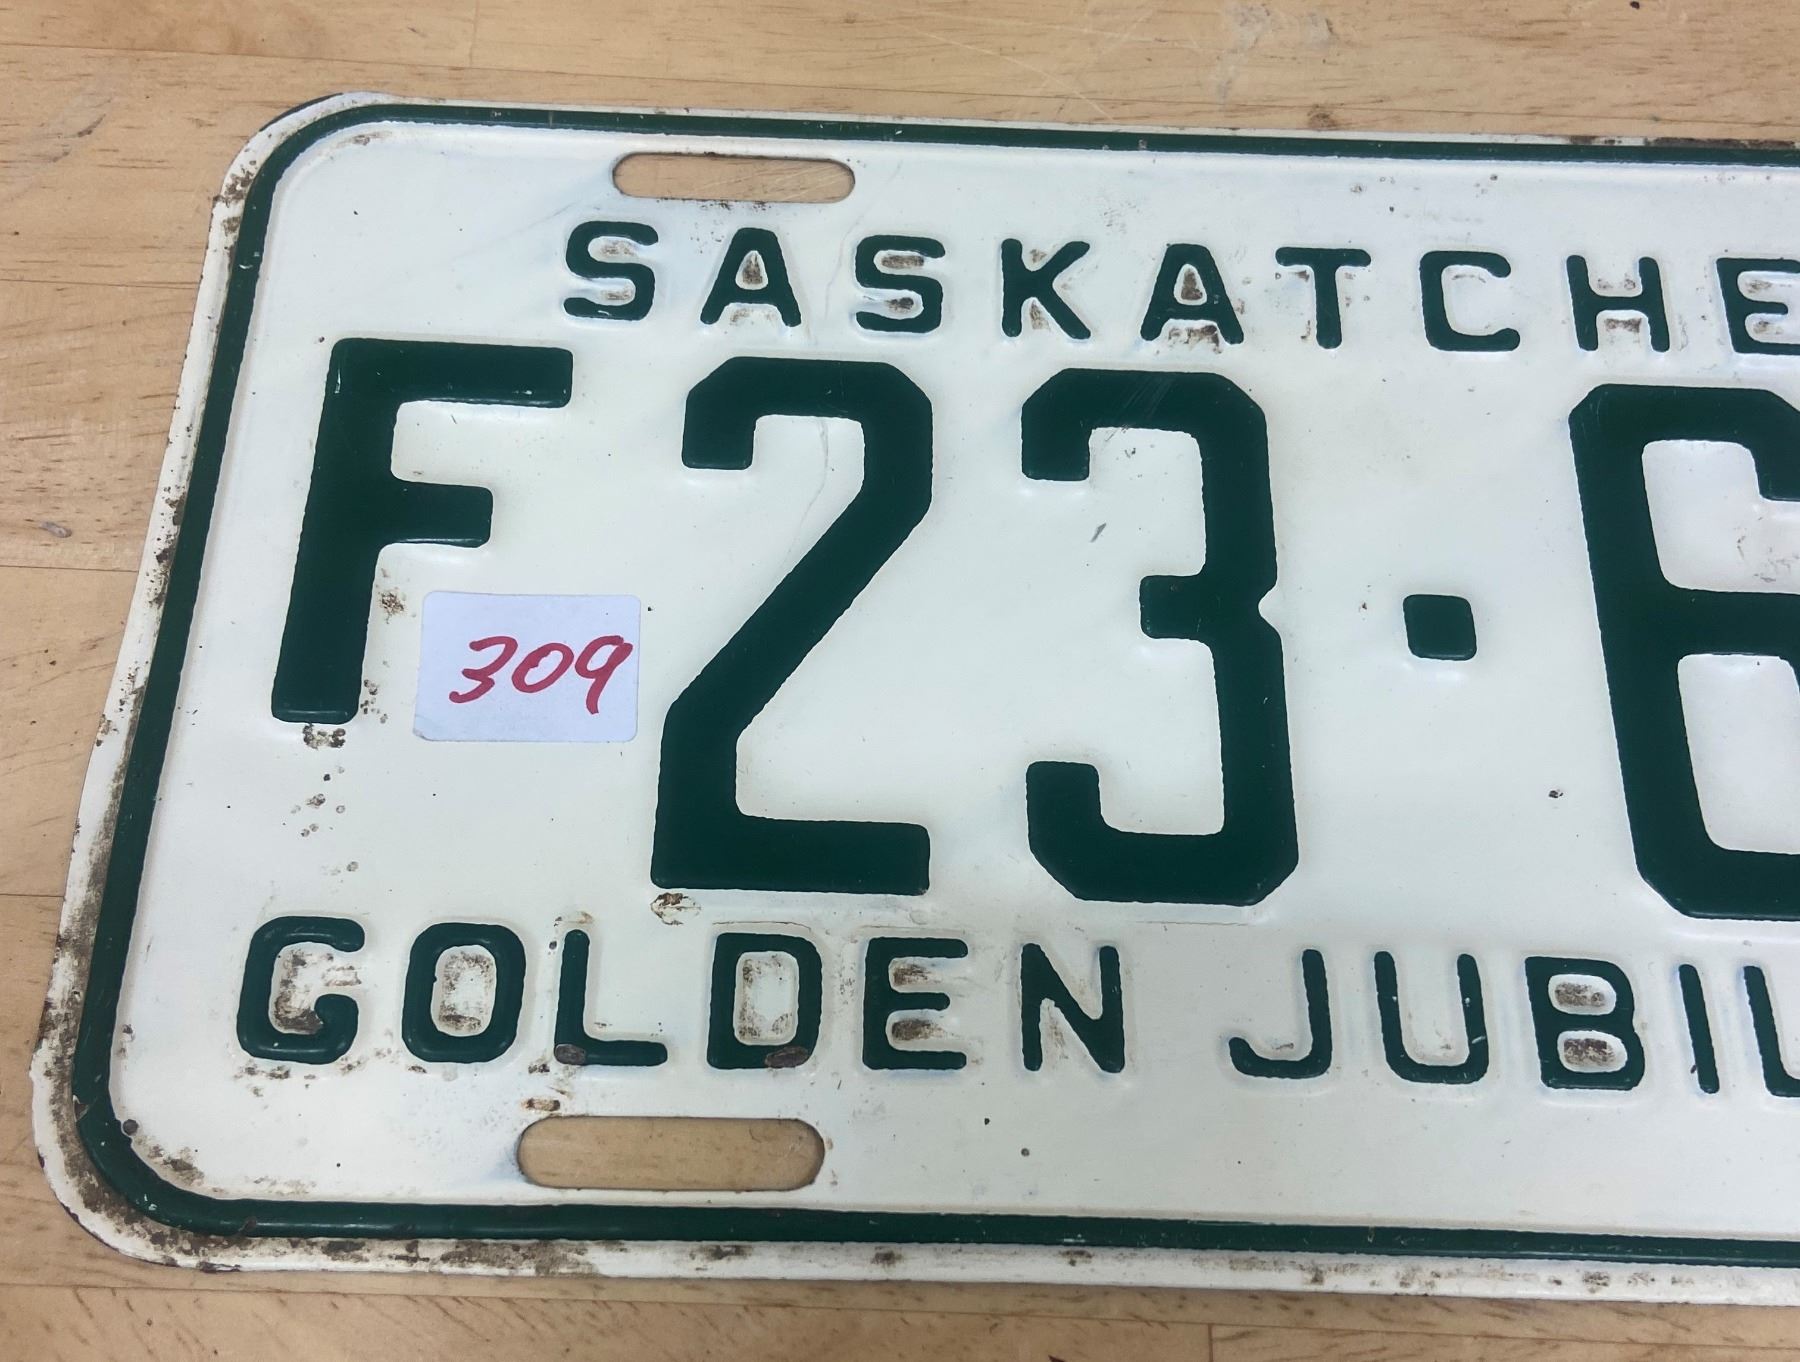 SASKATCHE
F23·6
309
GOLDEN JUBIL